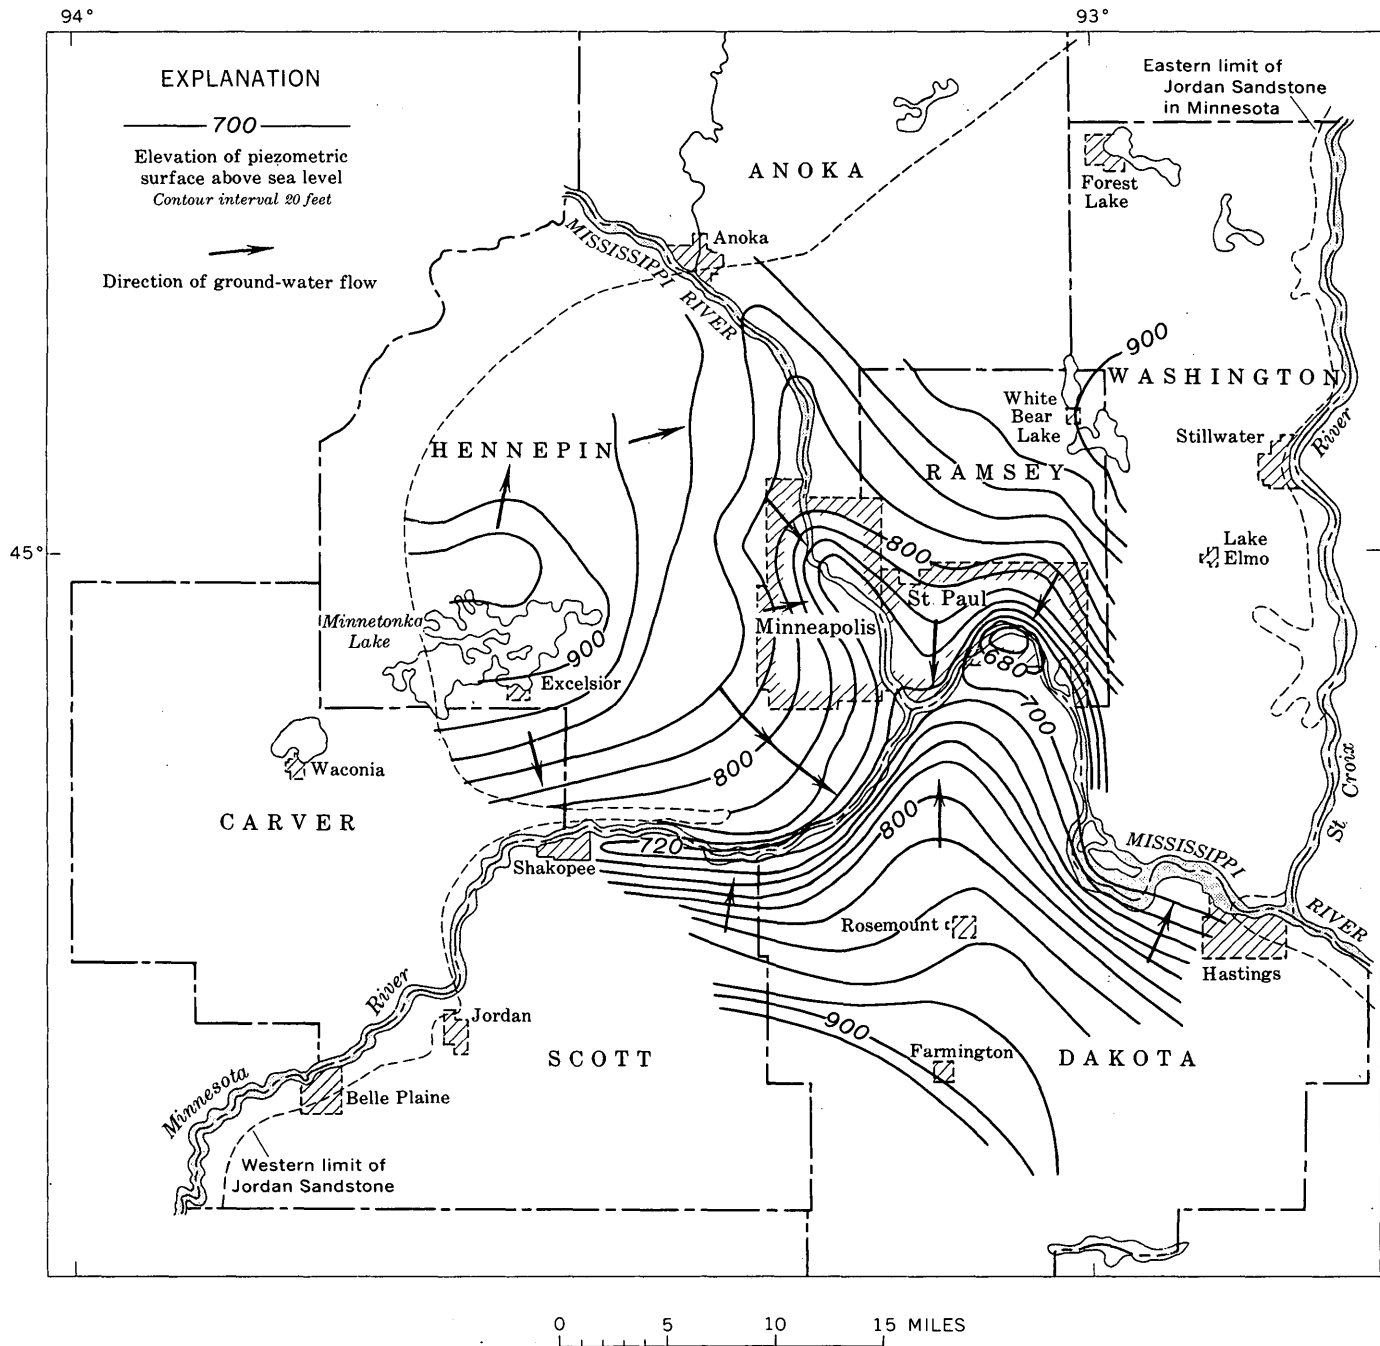 94°
93°
EXPLANATION
700
Elevation of piezometric
surface above sea level
Contour interval 20 feet
Direction of ground-water flow
Eastern limit of
Jordan Sandstone
in Minnesota
ANOKA
Forest
Lake
Anoka
MISSISSIPPI RIVER
900
WASHINGTON
White
Bear
Lake
Stillwater
River
HENNEPIN
RAMSEY
45°
800
Lake
Elmo
St. Paul
Minnetonka
Lake
Minneapolis
900
680
Excelsior
700
Waconia
800
St. Croix
CARVER
800
720
MISSISSIPPI
Shakopee
RIVER
Rosemount
Hastings
River
Jordan
900
SCOTT
Farmington
DAKOTA
Minnesota
Belle Plaine
Western limit of
Jordan Sandstone
0 5 10 15 MILES